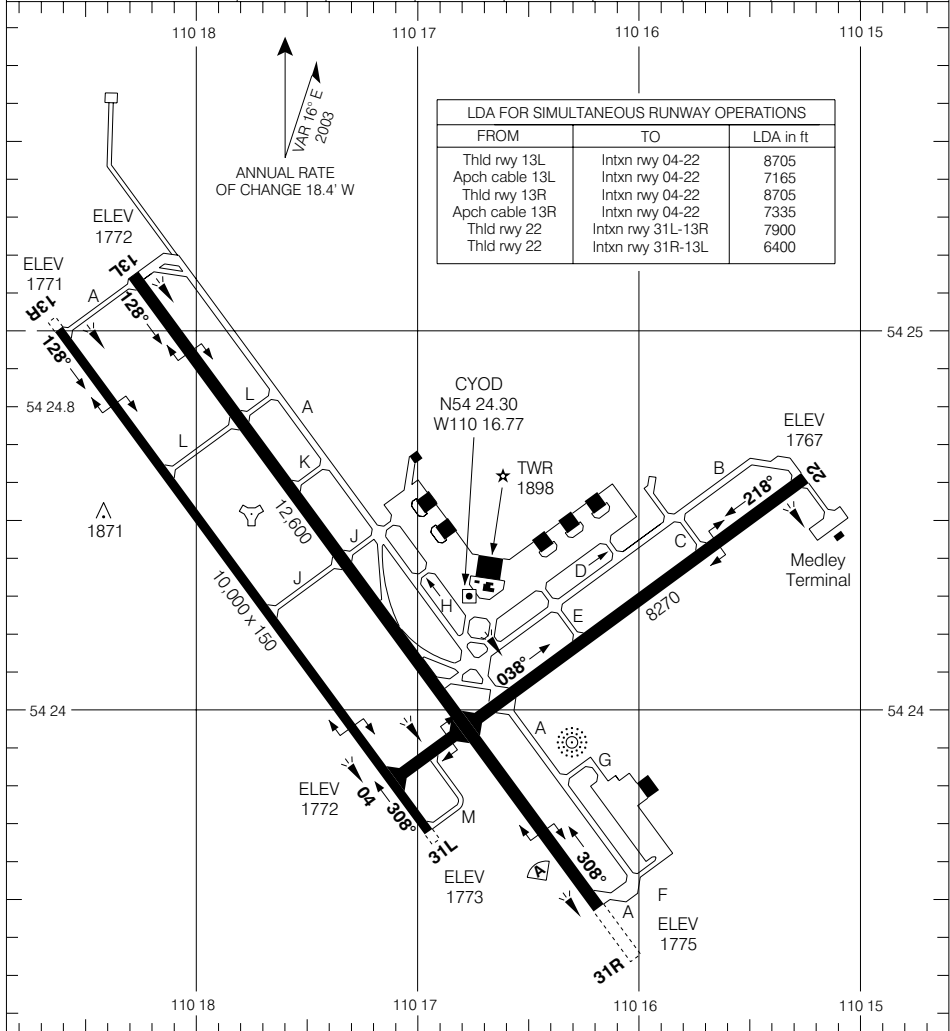 110 18
110 17
110 16
110 15
VAR 16° E
2003
ANNUAL RATE
OF CHANGE 18.4' W
LDA FOR SIMULTANEOUS RUNWAY OPERATIONS
FROM TO LDA in ft
Thld rwy 13L Intxn rwy 04-22 8705
Apch cable 13L Intxn rwy 04-22 7165
Thld rwy 13R Intxn rwy 04-22 8705
Apch cable 13R Intxn rwy 04-22 7335
Thld rwy 22 Intxn rwy 31L-13R 7900
Thld rwy 22 Intxn rwy 31R-13L 6400
ELEV
1772
13L
128°
ELEV
1771
13R
A
128°
54 25
54 24.8
L
L
A
K
J
J
12,600
10,000 x 150
1871
CYOD
N54 24.30
W110 16.77
TWR
1898
ELEV
1767
22
B
218°
C
D
E
H
8270
Medley
Terminal
038°
54 24
54 24
A
G
ELEV
1772
04
308°
31L
M
ELEV
1773
A
308°
F
A
ELEV
1775
31R
110 18
110 17
110 16
110 15